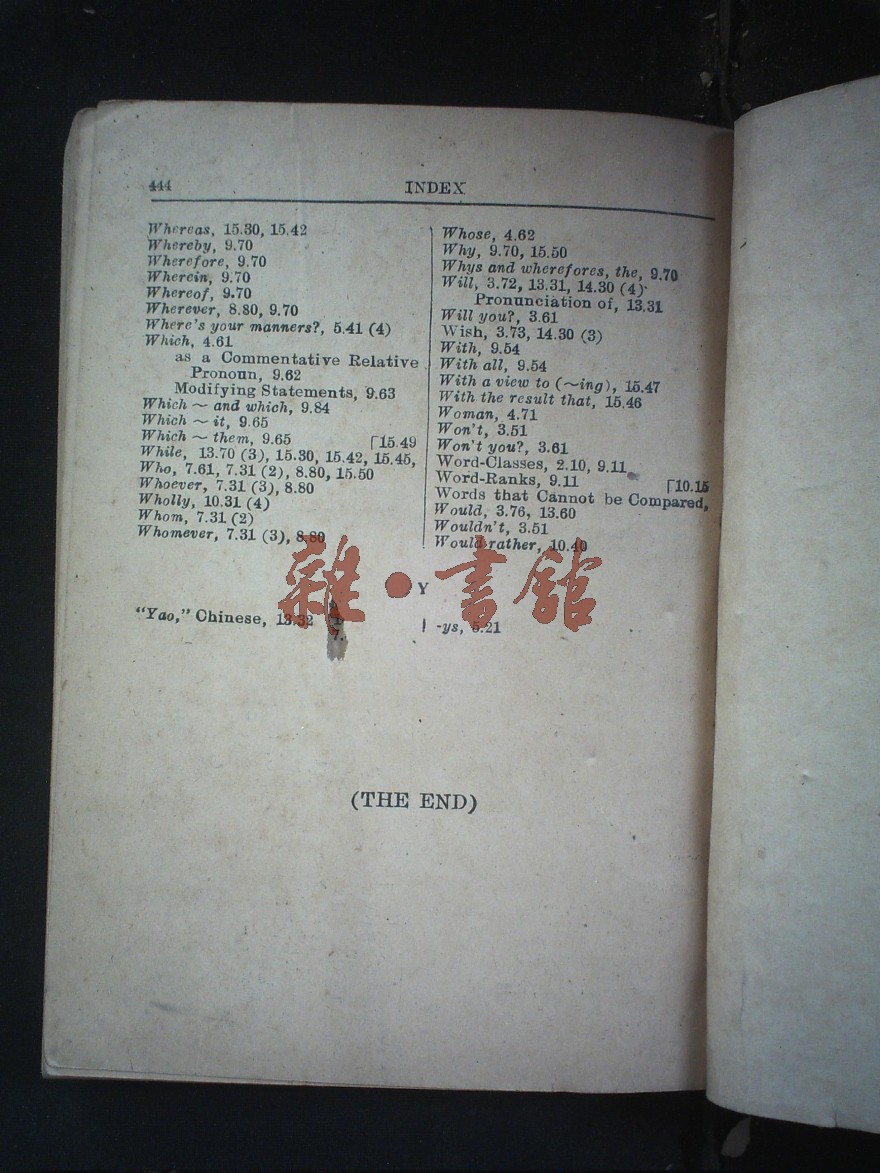 444
INDEX
Whereas, 15.30, 15.42
Whereby, 9.70
Wherefore, 9.70
Wherein, 9.70
Whereof, 9.70
Wherever, 8.80, 9.70
Where's your manners?, 5.41 (4)
Which, 4.61
as a Commentative Relative
Pronoun, 9.62
Modifying Statements, 9.63
Which ~ and which, 9.84
Which ~ it, 9.65
Which ~ them, 9.65 ⌈15.49
While, 13.70 (3), 15.30, 15.42, 15.45,
Who, 7.61, 7.31 (2), 8.80, 15.50
Whoever, 7.31 (3), 8.80
Wholly, 10.31 (4)
Whom, 7.31 (2)
Whomever, 7.31 (3), 8.80
Whose, 4.62
Why, 9.70, 15.50
Whys and wherefores, the, 9.70
Will, 3.72, 13.31, 14.30 (4)
Pronunciation of, 13.31
Will you?, 3.61
Wish, 3.73, 14.30 (3)
With, 9.54
With all, 9.54
With a view to (~ing), 15.47
With the result that, 15.46
Woman, 4.71
Won't, 3.51
Won't you?, 3.61
Word-Classes, 2.10, 9.11
Word-Ranks, 9.11 ⌈10.15
Words that Cannot be Compared,
Would, 3.76, 13.60
Wouldn't, 3.51
Would rather, 10.40
Y
"Yao," Chinese, 13.32
-ys, 5.21
雜•書館
(THE END)